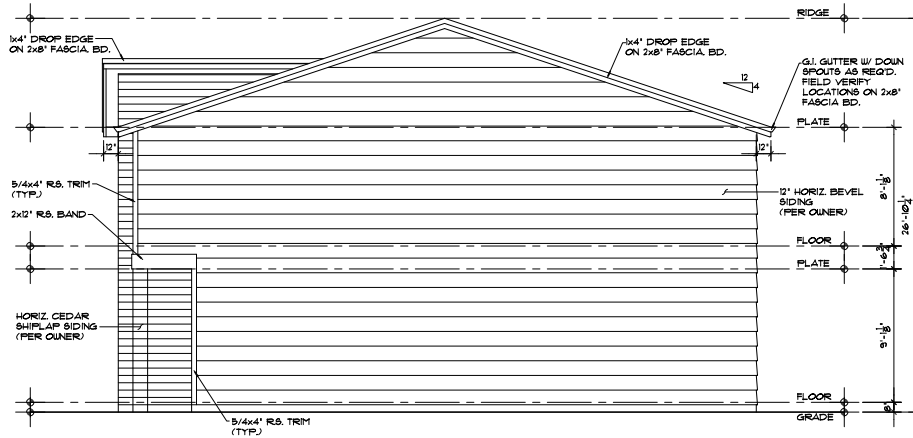 RIDGE
1x4" DROP EDGE
ON 2x8" FASCIA. BD.
1x4" DROP EDGE
ON 2x8" FASCIA. BD.
12
4
G.I. GUTTER W/ DOWN
SPOUTS AS REQ'D.
FIELD VERIFY
LOCATIONS ON 2x8"
FASCIA BD.
PLATE
12"
12"
5/4x4" R.S. TRIM
(TYP.)
2x12" R.S. BAND
12" HORIZ. BEVEL
SIDING
(PER OWNER)
8'-1 1/8"
26'-10 1/4"
FLOOR
1'-6 3/4"
PLATE
HORIZ. CEDAR
SHIPLAP SIDING
(PER OWNER)
9'-1 1/8"
5/4x4" R.S. TRIM
(TYP.)
FLOOR
8"
GRADE